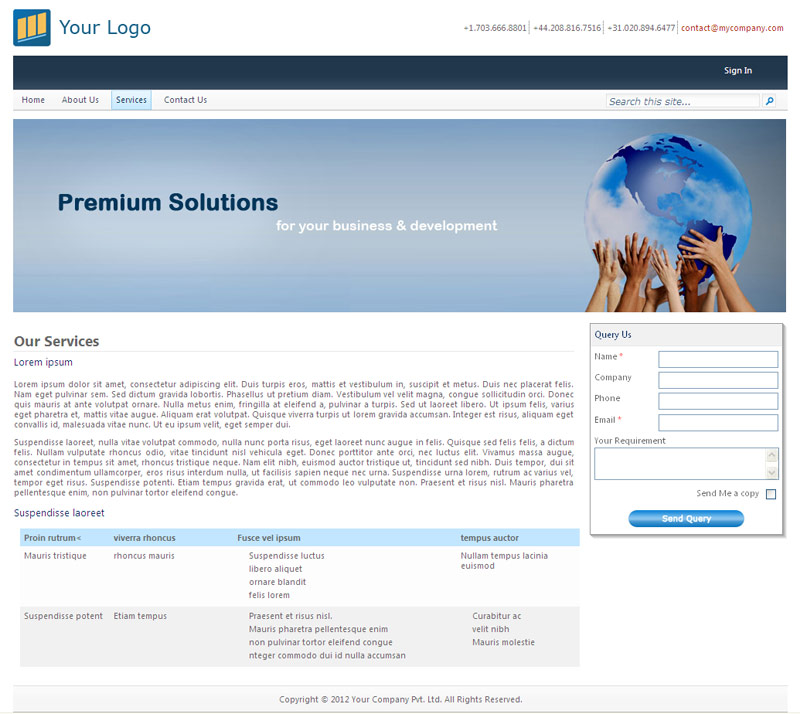 Your Logo
+1.703.666.8801 +44.208.816.7516 +31.020.894.6477 contact@mycompany.com
Sign In
Home About Us Services Contact Us
Search this site...
Premium Solutions
for your business & development
Our Services
Lorem ipsum
Lorem ipsum dolor sit amet, consectetur adipiscing elit. Duis turpis eros, mattis et vestibulum in, suscipit et metus. Duis nec placerat felis.
Nam eget pulvinar sem. Sed dictum gravida lobortis. Phasellus ut pretium diam. Vestibulum vel velit magna, congue sollicitudin orci. Donec
quis mauris at ante volutpat ornare. Nulla metus enim, fringilla at eleifend a, pulvinar a turpis. Sed ut laoreet libero. Ut ipsum felis, varius
eget pharetra et, mattis vitae augue. Aliquam erat volutpat. Quisque viverra turpis ut lorem gravida accumsan. Integer est risus, aliquam eget
convallis id, malesuada vitae nunc. Ut eu ipsum velit, eget semper dui.
Suspendisse laoreet, nulla vitae volutpat commodo, nulla nunc porta risus, eget laoreet nunc augue in felis. Quisque sed felis felis, a dictum
felis. Nullam vulputate rhoncus odio, vitae tincidunt nisl vehicula eget. Donec porttitor ante orci, nec luctus elit. Vivamus massa augue,
consectetur in tempus sit amet, rhoncus tristique neque. Nam elit nibh, euismod auctor tristique ut, tincidunt sed nibh. Duis tempor, dui sit
amet condimentum ullamcorper, eros risus interdum nulla, ut facilisis sapien neque nec urna. Suspendisse urna lorem, rutrum ac varius vel,
tempor eget risus. Suspendisse potenti. Etiam tempus gravida erat, ut commodo leo vulputate non. Praesent et risus nisl. Mauris pharetra
pellentesque enim, non pulvinar tortor eleifend congue.
Suspendisse laoreet
Proin rutrum< viverra rhoncus Fusce vel ipsum tempus auctor
Mauris tristique rhoncus mauris Suspendisse luctus Nullam tempus lacinia
libero aliquet euismod
ornare blandit
felis lorem
Suspendisse potent Etiam tempus Praesent et risus nisl. Curabitur ac
Mauris pharetra pellentesque enim velit nibh
non pulvinar tortor eleifend congue Mauris molestie
nteger commodo dui id nulla accumsan
Query Us
Name *
Company
Phone
Email *
Your Requirement
Send Me a copy
Send Query
Copyright © 2012 Your Company Pvt. Ltd. All Rights Reserved.